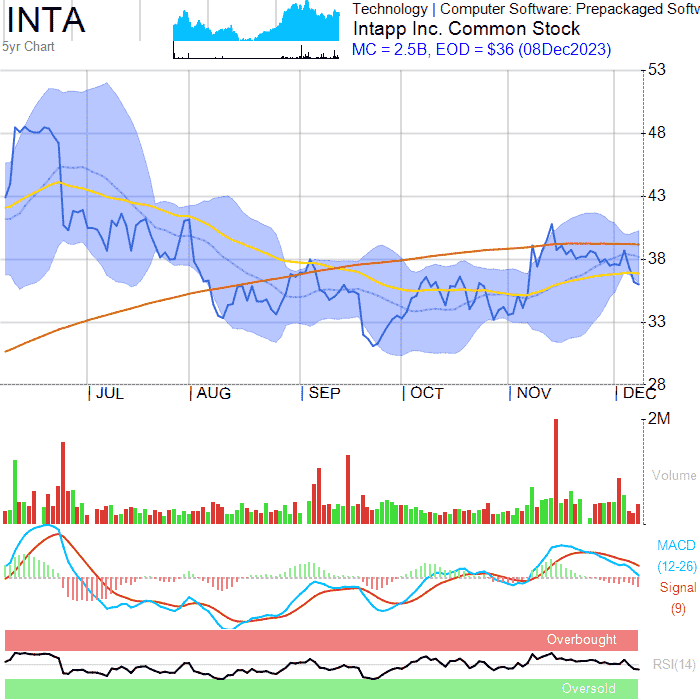 INTA
5yr Chart
Technology | Computer Software: Prepackaged Softw
Intapp Inc. Common Stock
MC = 2.5B, EOD = $36 (08Dec2023)
53
48
43
38
33
28
JUL AUG SEP OCT NOV DEC
2M
Volume
MACD
(12-26)
Signal
(9)
Overbought
RSI(14)
Oversold